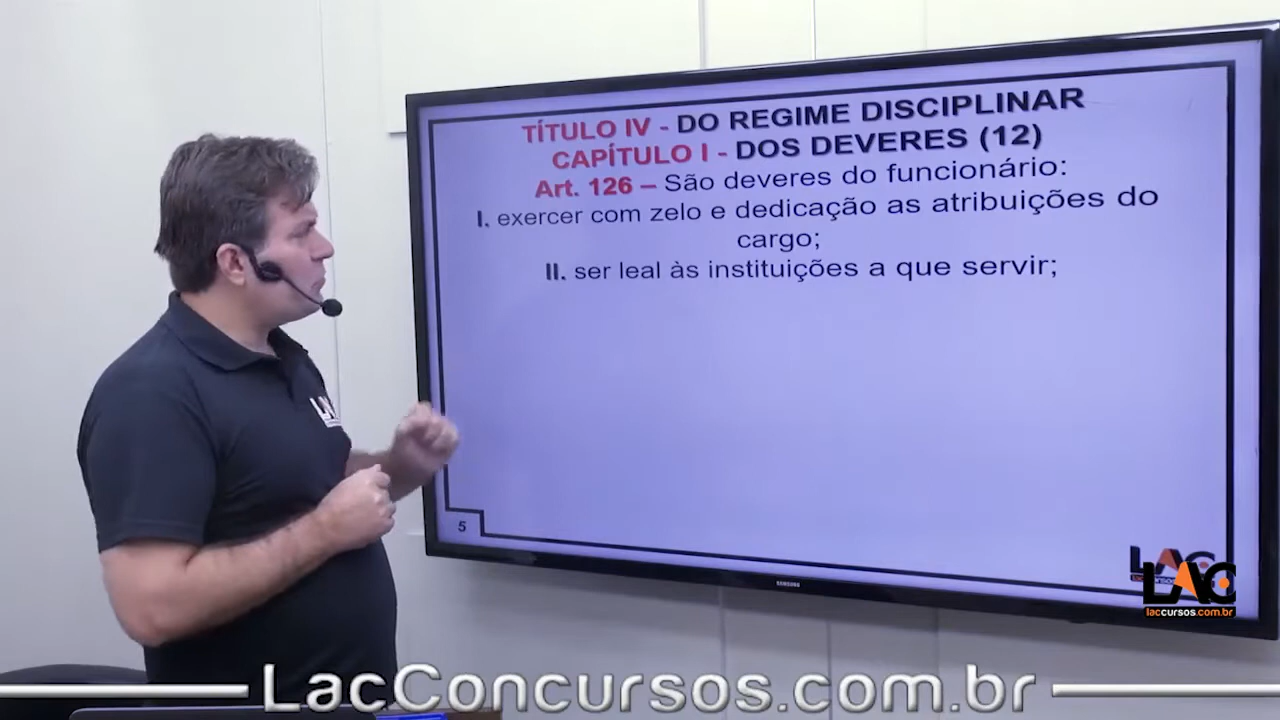 TÍTULO IV - DO REGIME DISCIPLINAR
CAPÍTULO I - DOS DEVERES (12)
Art. 126 – São deveres do funcionário:
I. exercer com zelo e dedicação as atribuições do
cargo;
II. ser leal às instituições a que servir;
5
LAC
LAC
laccursos.com.br
SAMSUNG
LacConcursos.com.br